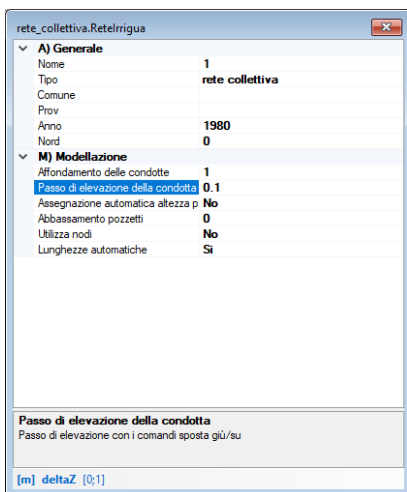 rete_collettiva.ReteIrrigua
A) Generale
Nome 1
Tipo rete collettiva
Comune
Prov
Anno 1980
Nord 0
M) Modellazione
Affondamento delle condotte 1
Passo di elevazione della condotta 0.1
Assegnazione automatica altezza p No
Abbassamento pozzetti 0
Utilizza nodi No
Lunghezze automatiche Si
Passo di elevazione della condotta
Passo di elevazione con i comandi sposta giù/su
[m] deltaZ [0;1]